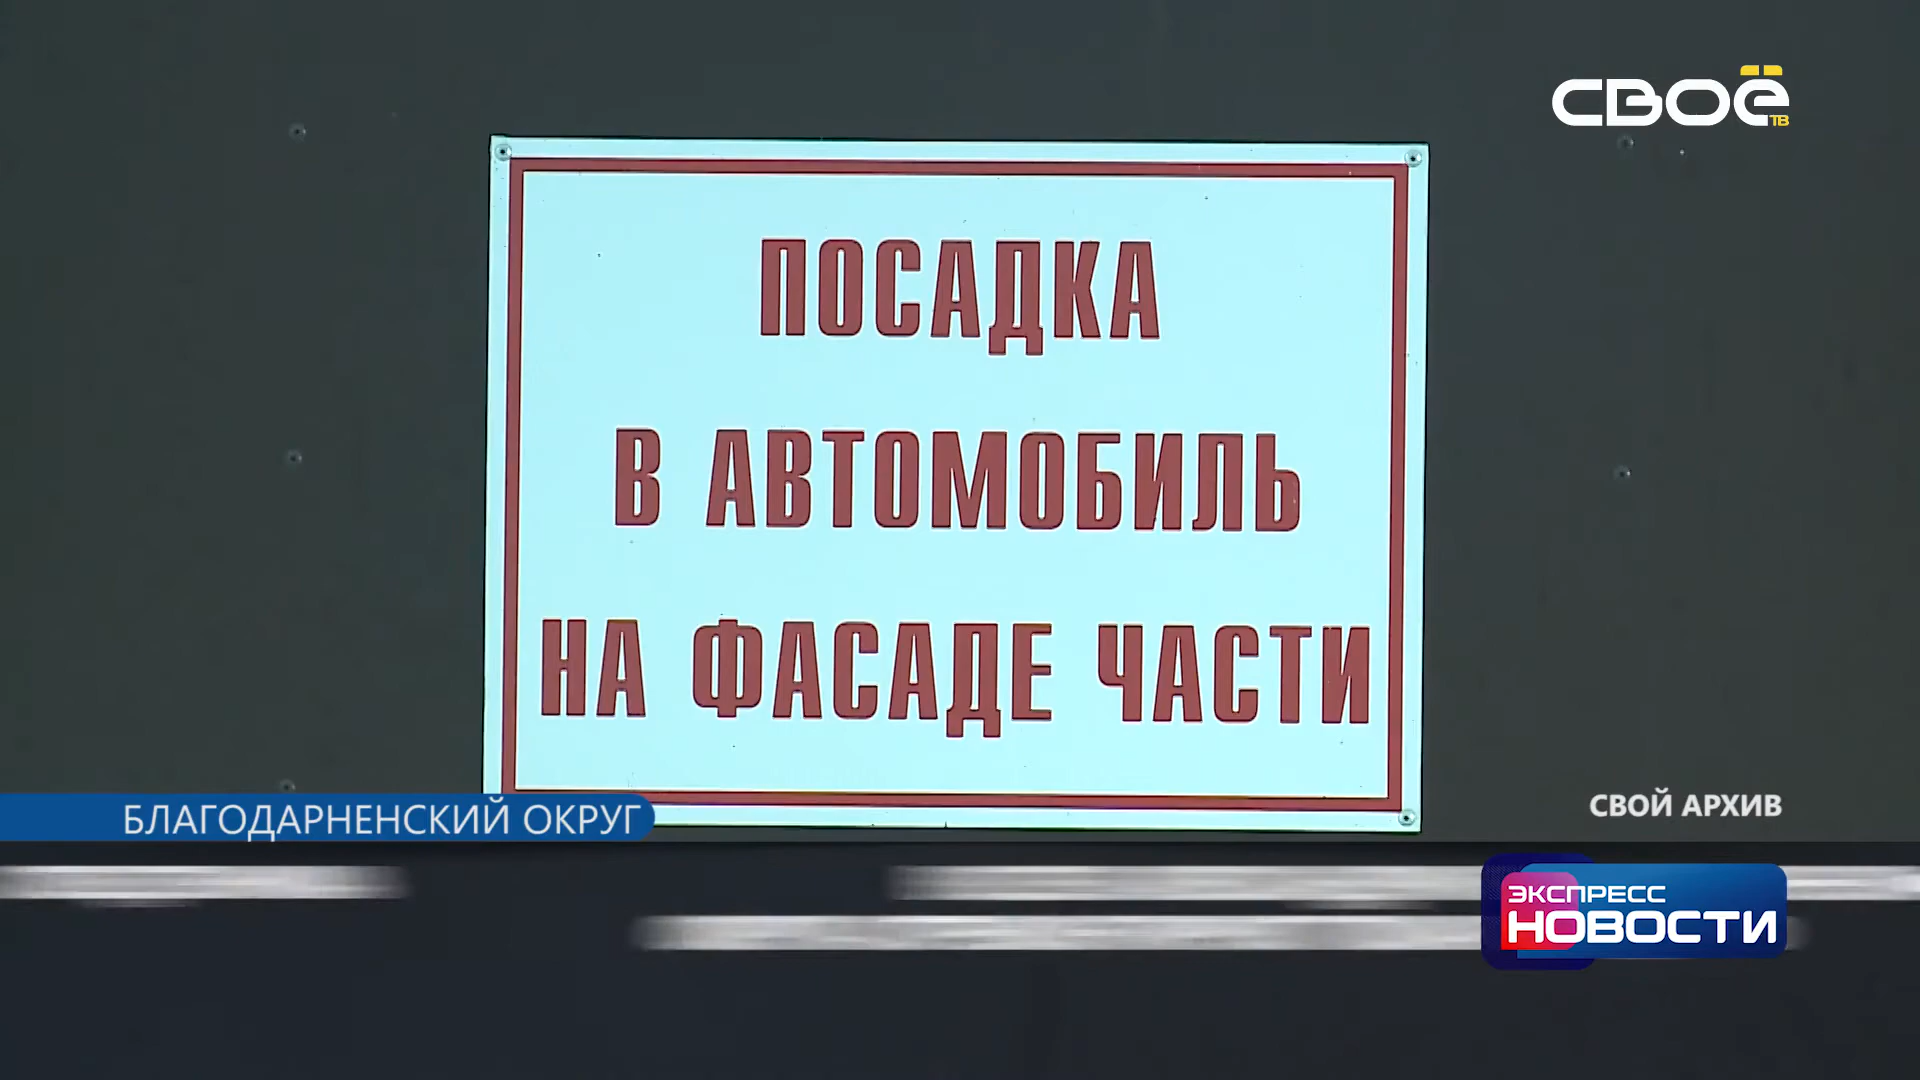 СВОЁ
ТВ
ПОСАДКА
В АВТОМОБИЛЬ
НА ФАСАДЕ ЧАСТИ
БЛАГОДАРНЕНСКИЙ ОКРУГ
СВОЙ АРХИВ
ЭКСПРЕСС
НОВОСТИ